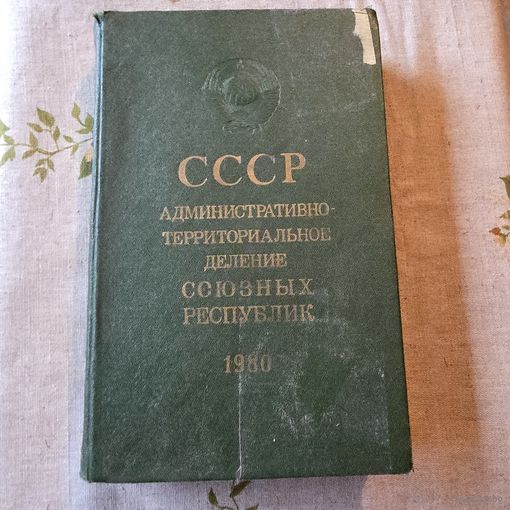 СССР
АДМИНИСТРАТИВНО-
ТЕРРИТОРИАЛЬНОЕ
ДЕЛЕНИЕ
СОЮЗНЫХ
РЕСПУБЛИК
1980